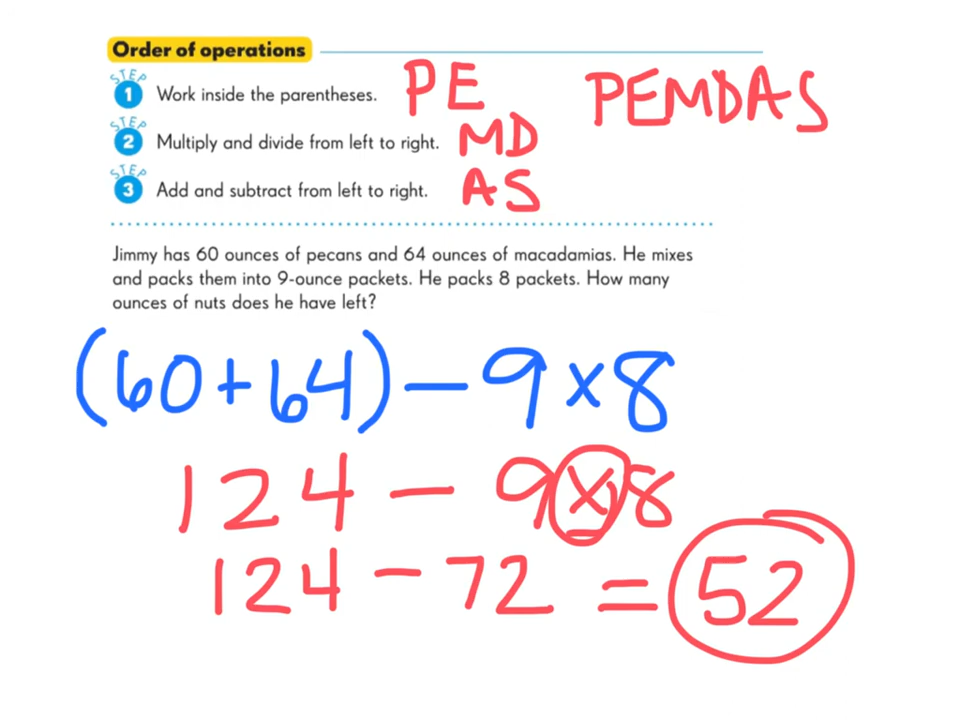 Order of operations
STEP 1 Work inside the parentheses. PE PEMDAS
STEP 2 Multiply and divide from left to right. MD
STEP 3 Add and subtract from left to right. AS
Jimmy has 60 ounces of pecans and 64 ounces of macadamias. He mixes
and packs them into 9-ounce packets. He packs 8 packets. How many
ounces of nuts does he have left?
(60+64) – 9×8
124 – 9×8
124 – 72 = 52